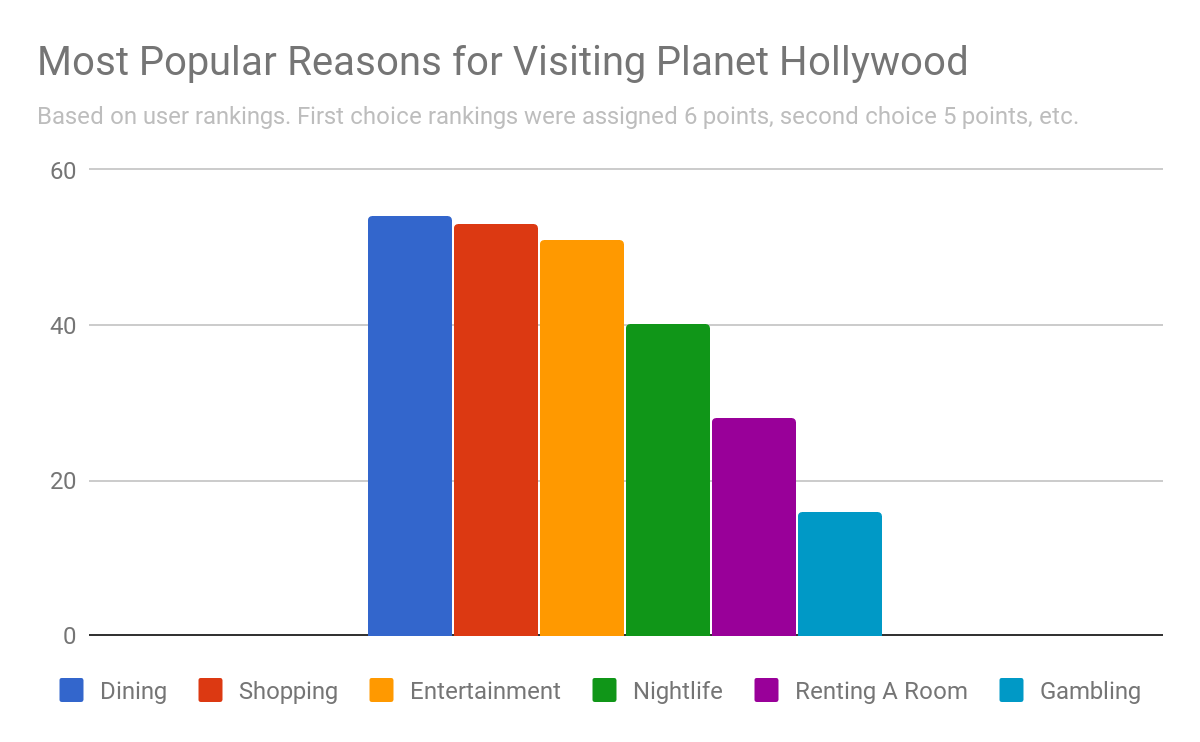 Most Popular Reasons for Visiting Planet Hollywood
Based on user rankings. First choice rankings were assigned 6 points, second choice 5 points, etc.
60
40
20
0
Dining Shopping Entertainment Nightlife Renting A Room Gambling